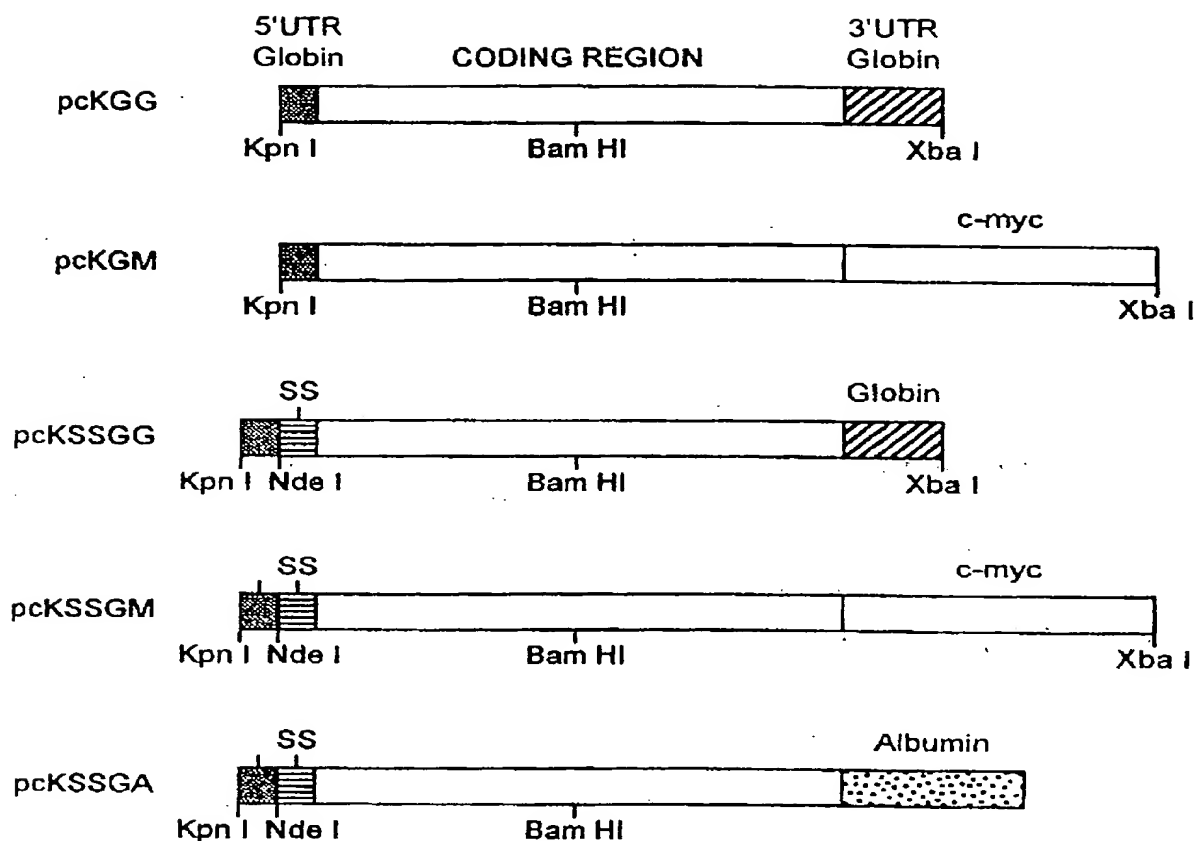 5'UTR Globin
CODING REGION
3'UTR Globin
pcKGG
Kpn I
Bam HI
Xba I
c-myc
pcKGM
Kpn I
Bam HI
Xba I
SS
Globin
pcKSSGG
Kpn I
Nde I
Bam HI
Xba I
SS
c-myc
pcKSSGM
Kpn I
Nde I
Bam HI
Xba I
SS
Albumin
pcKSSGA
Kpn I
Nde I
Bam HI